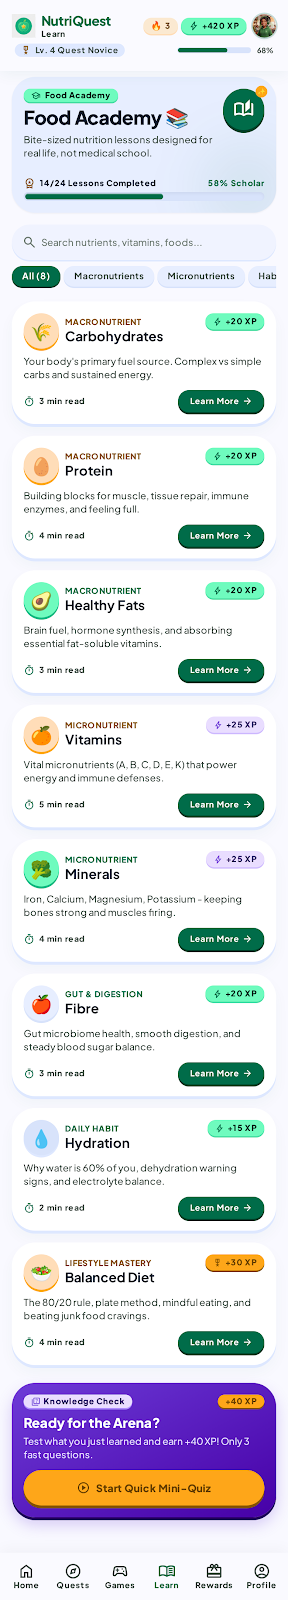 NutriQuest
Learn
3
+420 XP
Lv. 4 Quest Novice
68%
Food Academy
Food Academy
Bite-sized nutrition lessons designed for
real life, not medical school.
14/24 Lessons Completed
58% Scholar
Search nutrients, vitamins, foods...
All (8)
Macronutrients
Micronutrients
Hab
MACRONUTRIENT
+20 XP
Carbohydrates
Your body's primary fuel source. Complex vs simple
carbs and sustained energy.
3 min read
Learn More →
MACRONUTRIENT
+20 XP
Protein
Building blocks for muscle, tissue repair, immune
enzymes, and feeling full.
4 min read
Learn More →
MACRONUTRIENT
+20 XP
Healthy Fats
Brain fuel, hormone synthesis, and absorbing
essential fat-soluble vitamins.
3 min read
Learn More →
MICRONUTRIENT
+25 XP
Vitamins
Vital micronutrients (A, B, C, D, E, K) that power
energy and immune defenses.
5 min read
Learn More →
MICRONUTRIENT
+25 XP
Minerals
Iron, Calcium, Magnesium, Potassium – keeping
bones strong and muscles firing.
4 min read
Learn More →
GUT & DIGESTION
+20 XP
Fibre
Gut microbiome health, smooth digestion, and
steady blood sugar balance.
3 min read
Learn More →
DAILY HABIT
+15 XP
Hydration
Why water is 60% of you, dehydration warning
signs, and electrolyte balance.
2 min read
Learn More →
LIFESTYLE MASTERY
+30 XP
Balanced Diet
The 80/20 rule, plate method, mindful eating, and
beating junk food cravings.
4 min read
Learn More →
Knowledge Check
+40 XP
Ready for the Arena?
Test what you just learned and earn +40 XP! Only 3
fast questions.
Start Quick Mini-Quiz
Home
Quests
Games
Learn
Rewards
Profile